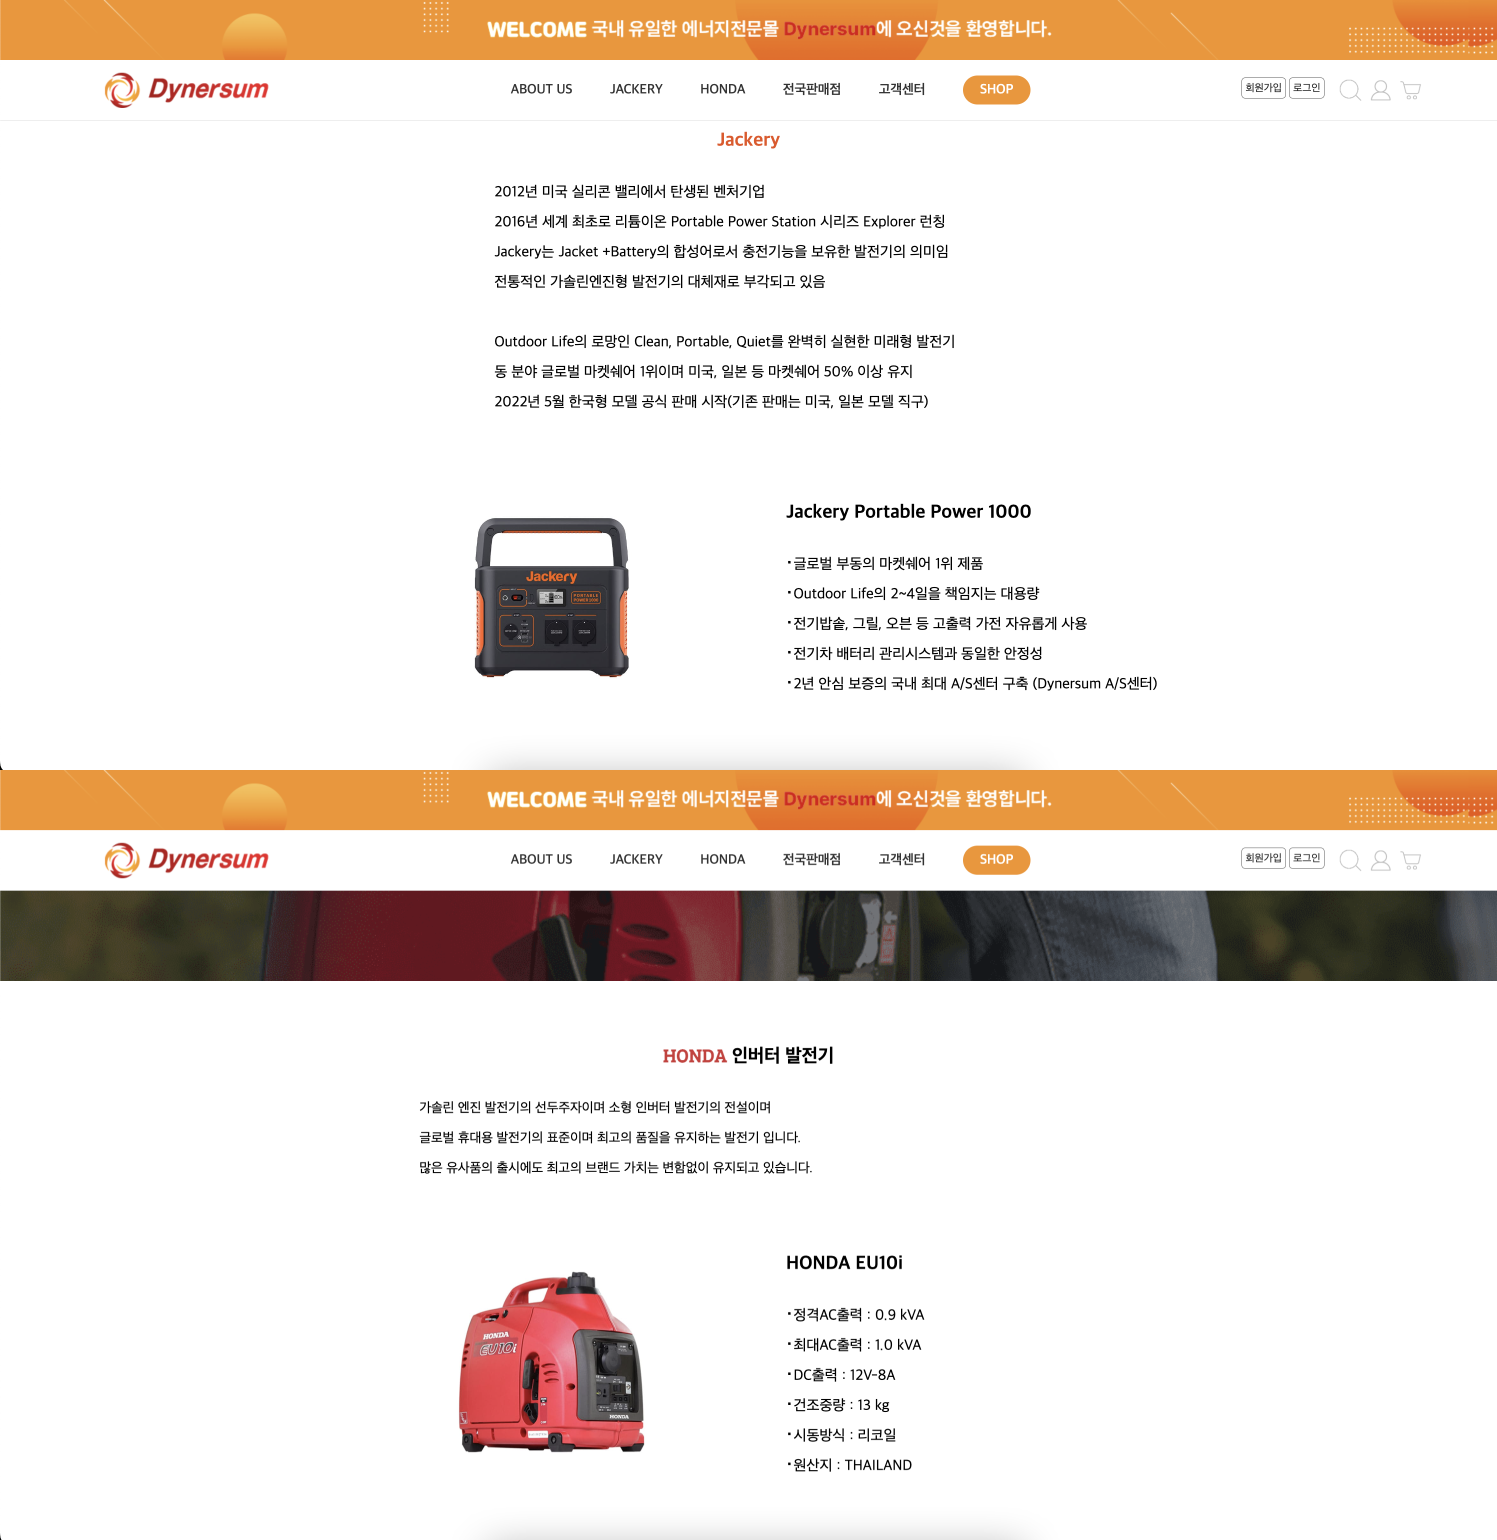 WELCOME 국내 유일한 에너지전문몰 Dynersum에 오신것을 환영합니다.
Dynersum
ABOUT US JACKERY HONDA 전국판매점 고객센터 SHOP
회원가입 로그인
Jackery
2012년 미국 실리콘 밸리에서 탄생된 벤처기업
2016년 세계 최초로 리튬이온 Portable Power Station 시리즈 Explorer 런칭
Jackery는 Jacket +Battery의 합성어로서 충전기능을 보유한 발전기의 의미임
전통적인 가솔린엔진형 발전기의 대체재로 부각되고 있음
Outdoor Life의 로망인 Clean, Portable, Quiet를 완벽히 실현한 미래형 발전기
동 분야 글로벌 마켓쉐어 1위이며 미국, 일본 등 마켓쉐어 50% 이상 유지
2022년 5월 한국형 모델 공식 판매 시작(기존 판매는 미국, 일본 모델 직구)
Jackery
PORTABLE
POWER 1000
Jackery Portable Power 1000
·글로벌 부동의 마켓쉐어 1위 제품
·Outdoor Life의 2~4일을 책임지는 대용량
·전기밥솥, 그릴, 오븐 등 고출력 가전 자유롭게 사용
·전기차 배터리 관리시스템과 동일한 안정성
·2년 안심 보증의 국내 최대 A/S센터 구축 (Dynersum A/S센터)
WELCOME 국내 유일한 에너지전문몰 Dynersum에 오신것을 환영합니다.
Dynersum
ABOUT US JACKERY HONDA 전국판매점 고객센터 SHOP
회원가입 로그인
HONDA 인버터 발전기
가솔린 엔진 발전기의 선두주자이며 소형 인버터 발전기의 전설이며
글로벌 휴대용 발전기의 표준이며 최고의 품질을 유지하는 발전기 입니다.
많은 유사품의 출시에도 최고의 브랜드 가치는 변함없이 유지되고 있습니다.
HONDA
EU10i
HONDA
HONDA EU10i
·정격AC출력 : 0.9 kVA
·최대AC출력 : 1.0 kVA
·DC출력 : 12V-8A
·건조중량 : 13 kg
·시동방식 : 리코일
·원산지 : THAILAND